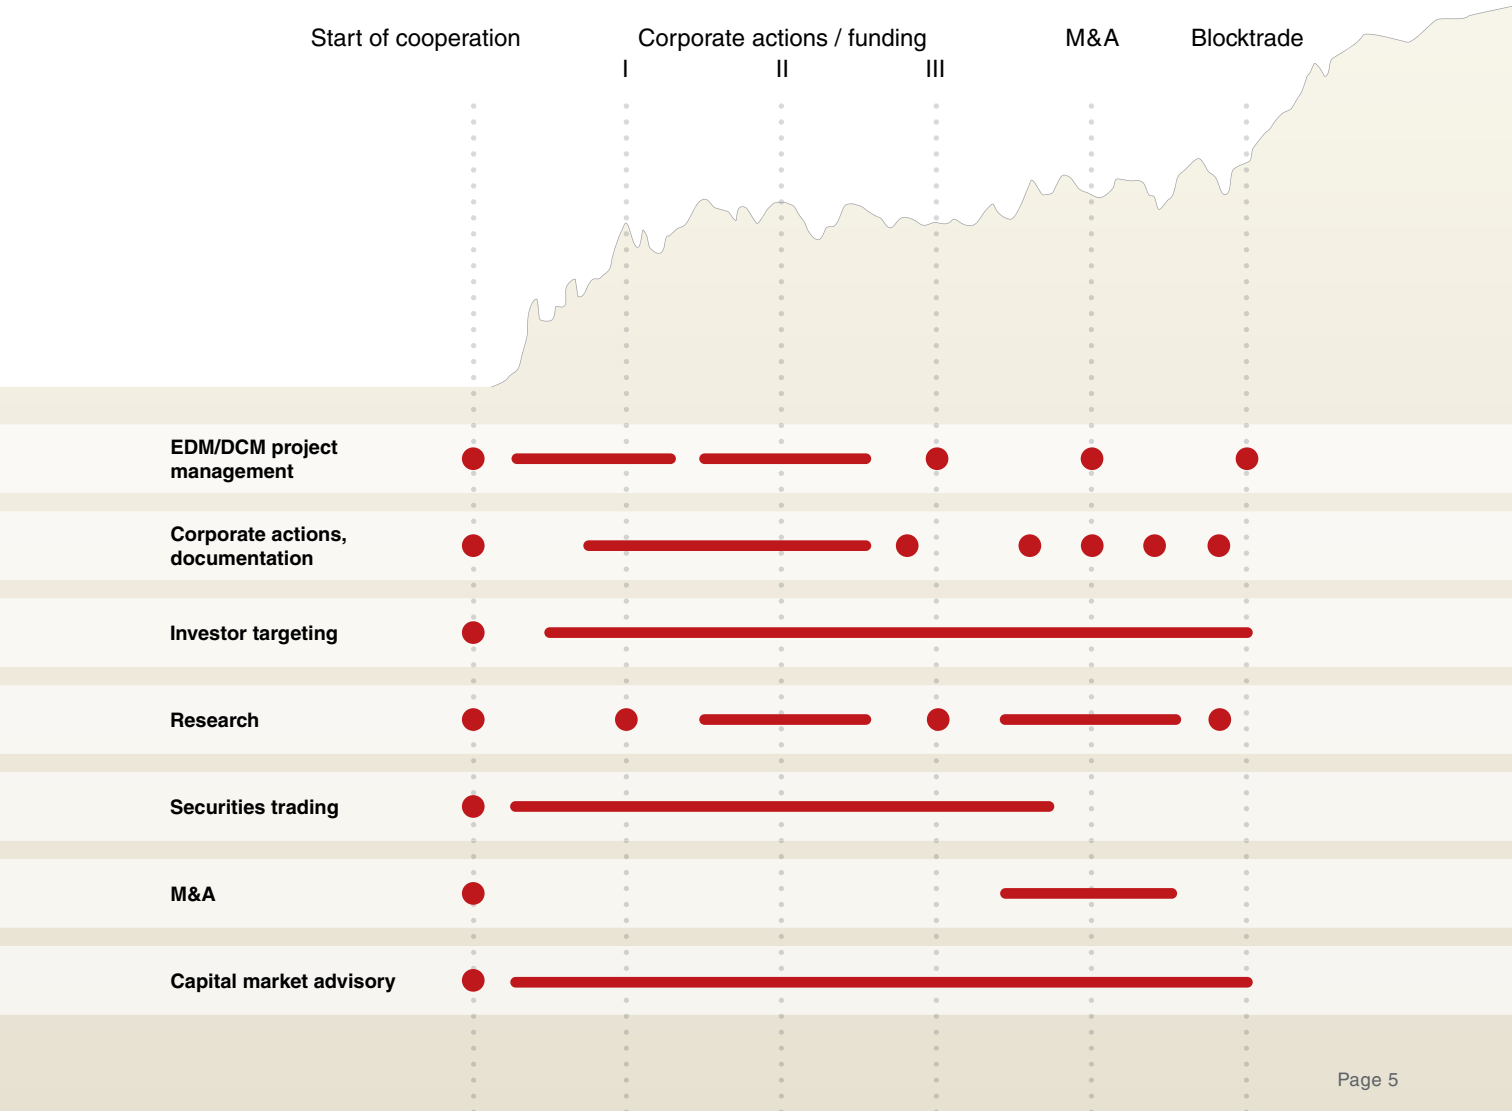 Start of cooperation
Corporate actions / funding
M&A
Blocktrade
I
II
III
EDM/DCM project
management
Corporate actions,
documentation
Investor targeting
Research
Securities trading
M&A
Capital market advisory
Page 5